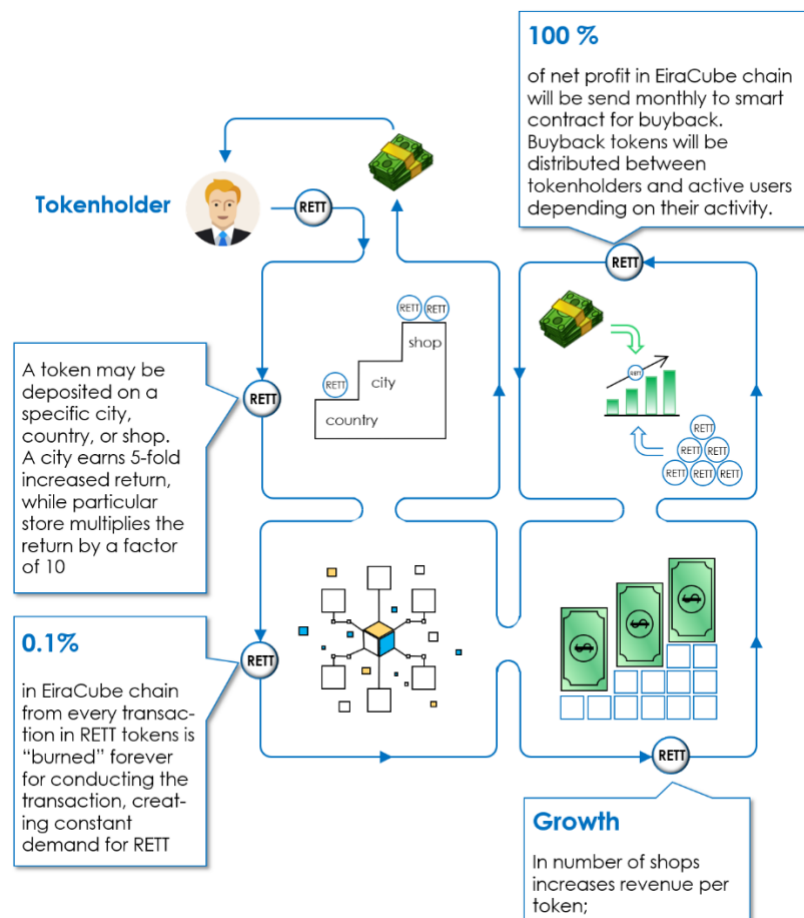 100 %
of net profit in EiraCube chain
will be send monthly to smart
contract for buyback.
Buyback tokens will be
distributed between
tokenholders and active users
depending on their activity.
Tokenholder
RETT
RETT
RETT RETT
shop
RETT
city
country
RETT
RETT
RETT
RETT RETT
RETT RETT RETT
A token may be
deposited on a
specific city,
country, or shop.
A city earns 5-fold
increased return,
while particular
store multiplies the
return by a factor
of 10
RETT
0.1%
in EiraCube chain
from every transac-
tion in RETT tokens is
“burned” forever
for conducting the
transaction, creat-
ing constant
demand for RETT
RETT
RETT
Growth
In number of shops
increases revenue per
token;